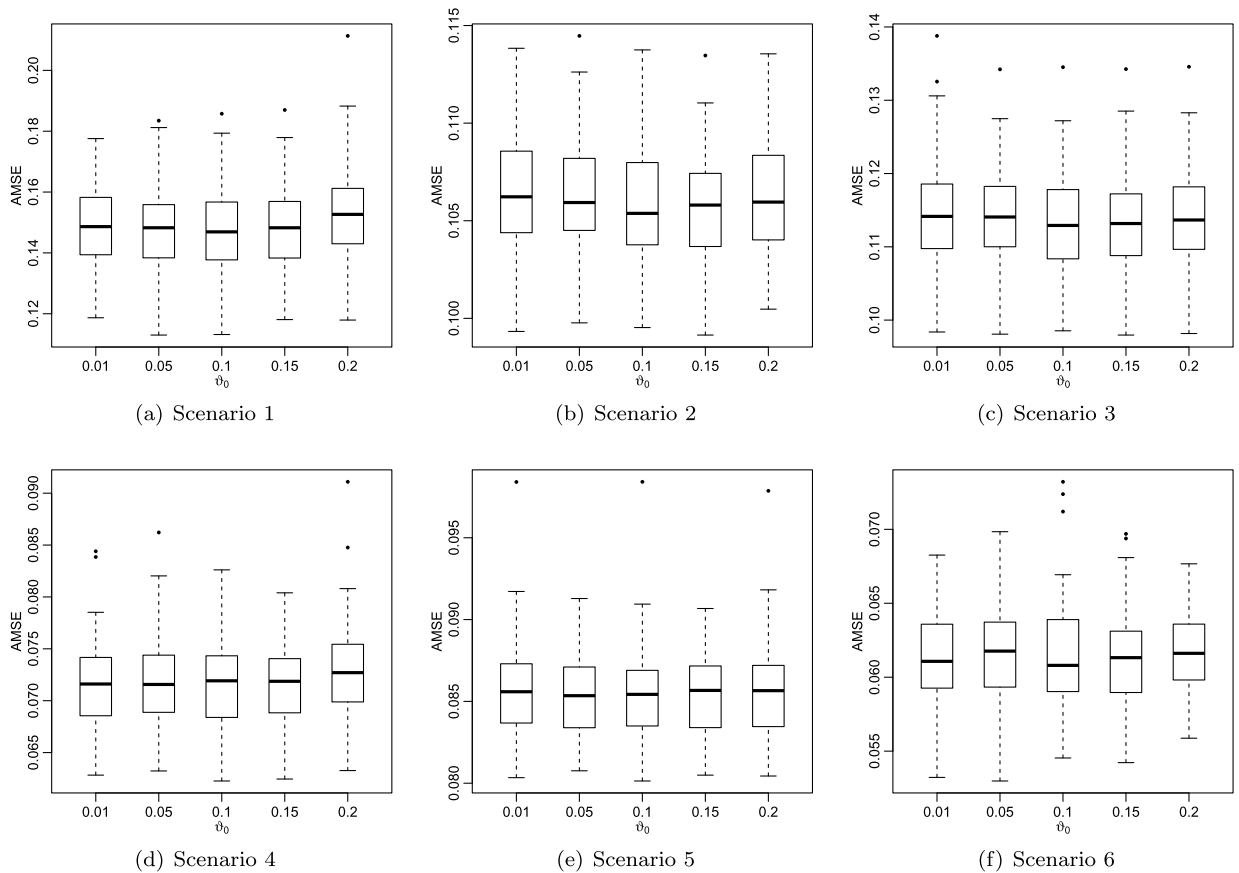 AMSE
0.12 0.14 0.16 0.18 0.20
0.01 0.05 0.1 0.15 0.2
ϑ0
(a) Scenario 1
AMSE
0.100 0.105 0.110 0.115
0.01 0.05 0.1 0.15 0.2
ϑ0
(b) Scenario 2
AMSE
0.10 0.11 0.12 0.13 0.14
0.01 0.05 0.1 0.15 0.2
ϑ0
(c) Scenario 3
AMSE
0.065 0.070 0.075 0.080 0.085 0.090
0.01 0.05 0.1 0.15 0.2
ϑ0
(d) Scenario 4
AMSE
0.080 0.085 0.090 0.095
0.01 0.05 0.1 0.15 0.2
ϑ0
(e) Scenario 5
AMSE
0.055 0.060 0.065 0.070
0.01 0.05 0.1 0.15 0.2
ϑ0
(f) Scenario 6